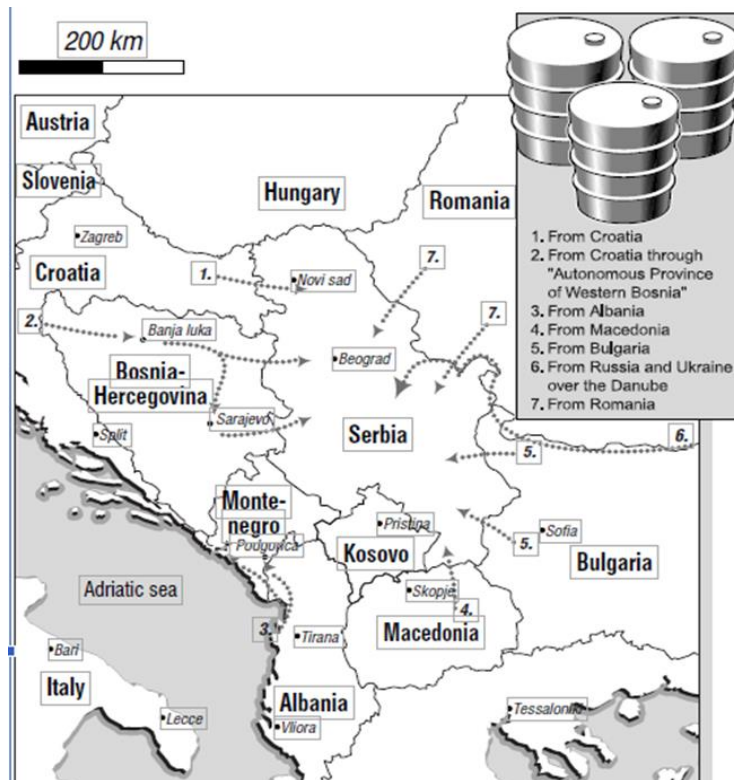 200 km
Austria
Slovenia
Hungary
Romania
Zagreb
Croatia
1.
Novi sad
7.
2.
Banja luka
7.
Beograd
Bosnia-
Hercegovina
Sarajevo
Split
Serbia
5.
6.
Monte-
negro
Podgorica
Pristina
Kosovo
Sofia
5.
Bulgaria
Adriatic sea
Skopje
4.
3.
Tirana
Macedonia
Bari
Italy
Lecce
Albania
Vliora
Tessaloniki
1. From Croatia
2. From Croatia through
"Autonomous Province
of Western Bosnia"
3. From Albania
4. From Macedonia
5. From Bulgaria
6. From Russia and Ukraine
over the Danube
7. From Romania